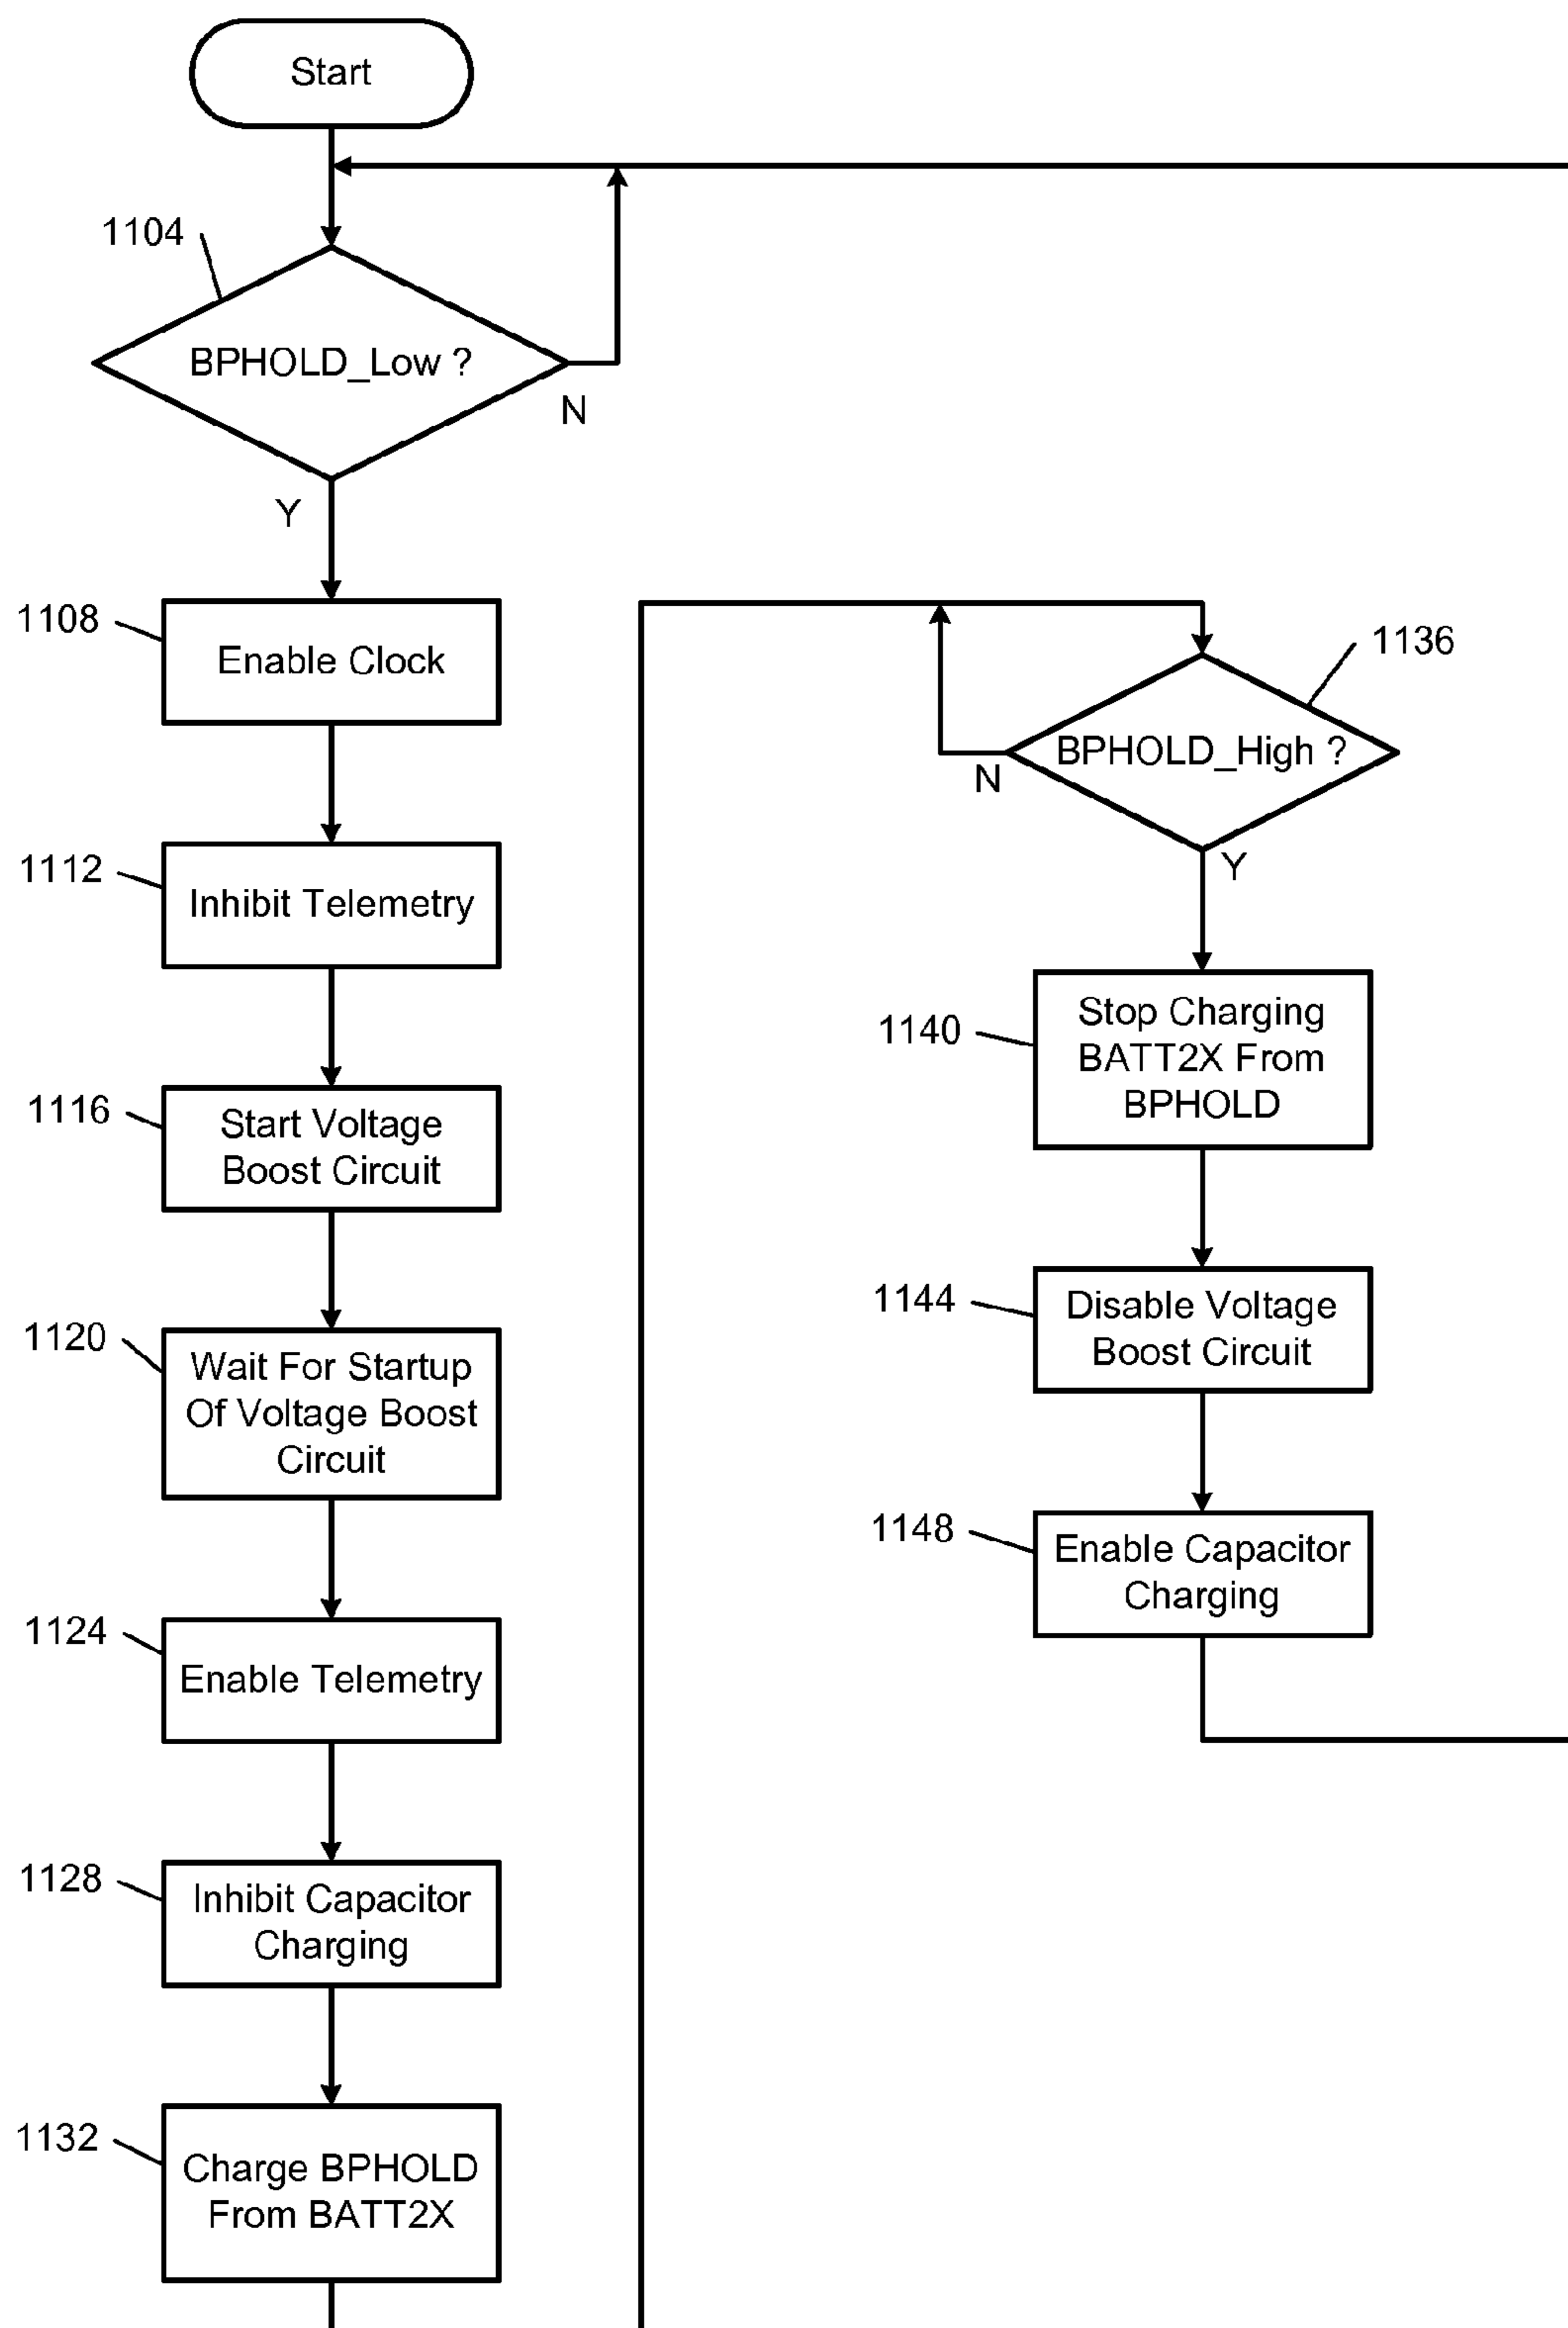 Start
1104
BPHOLD_Low ?
N
Y
1108
Enable Clock
1112
Inhibit Telemetry
1116
Start Voltage
Boost Circuit
1120
Wait For Startup
Of Voltage Boost
Circuit
1124
Enable Telemetry
1128
Inhibit Capacitor
Charging
1132
Charge BPHOLD
From BATT2X
1136
BPHOLD_High ?
N
Y
1140
Stop Charging
BATT2X From
BPHOLD
1144
Disable Voltage
Boost Circuit
1148
Enable Capacitor
Charging